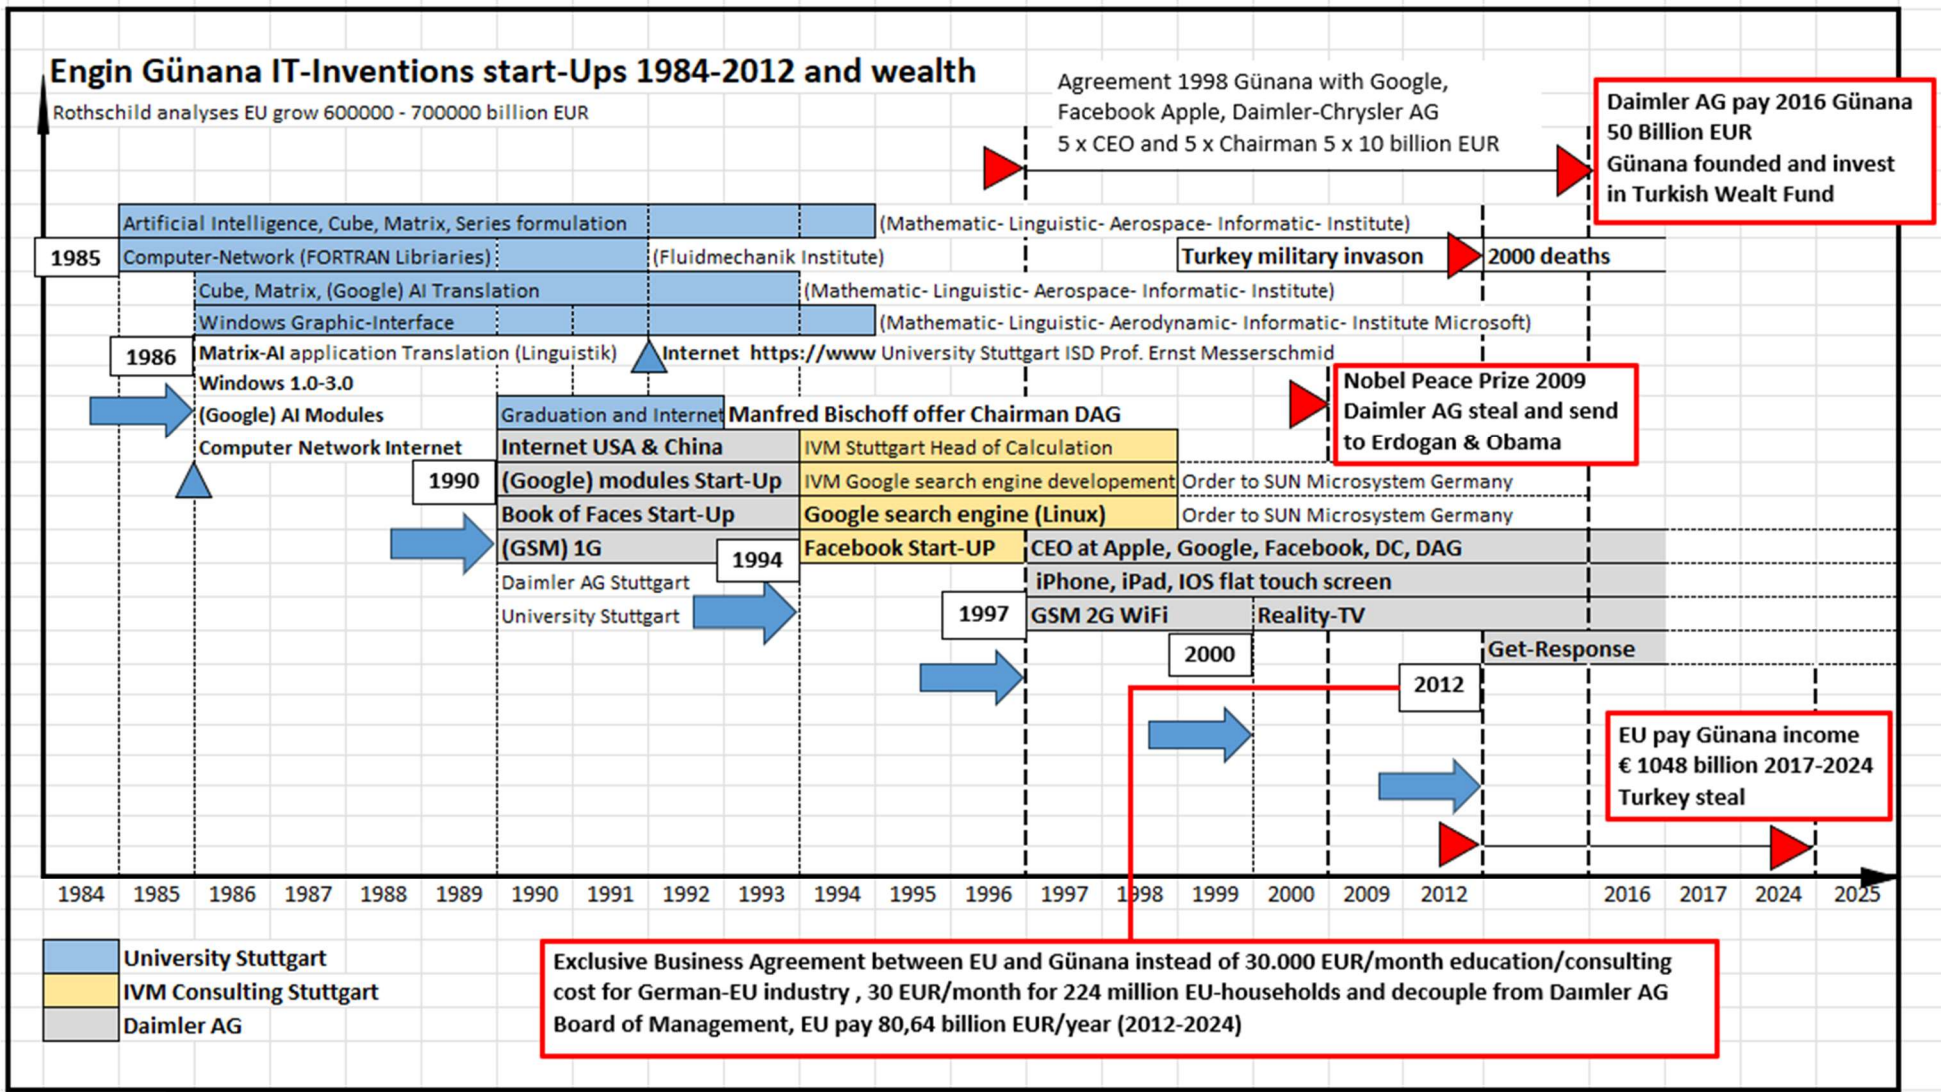 Engin Günana IT-Inventions start-Ups 1984-2012 and wealth
Rothschild analyses EU grow 600000 - 700000 billion EUR
Agreement 1998 Günana with Google,
Facebook Apple, Daimler-Chrysler AG
5 x CEO and 5 x Chairman 5 x 10 billion EUR
Daimler AG pay 2016 Günana
50 Billion EUR
Günana founded and invest
in Turkish Wealt Fund
Artificial Intelligence, Cube, Matrix, Series formulation
(Mathematic- Linguistic- Aerospace- Informatic- Institute)
1985
Computer-Network (FORTRAN Libriaries)
(Fluidmechanik Institute)
Turkey military invason
2000 deaths
Cube, Matrix, (Google) AI Translation
(Mathematic- Linguistic- Aerospace- Informatic- Institute)
Windows Graphic-Interface
(Mathematic- Linguistic- Aerodynamic- Informatic- Institute Microsoft)
1986
Matrix-AI application Translation (Linguistik)
Internet https://www University Stuttgart ISD Prof. Ernst Messerschmid
Windows 1.0-3.0
(Google) AI Modules
Computer Network Internet
Nobel Peace Prize 2009
Daimler AG steal and send
to Erdogan & Obama
Graduation and Internet
Manfred Bischoff offer Chairman DAG
Internet USA & China
IVM Stuttgart Head of Calculation
1990
(Google) modules Start-Up
IVM Google search engine developement
Order to SUN Microsystem Germany
Book of Faces Start-Up
Google search engine (Linux)
Order to SUN Microsystem Germany
(GSM) 1G
1994
Facebook Start-UP
CEO at Apple, Google, Facebook, DC, DAG
Daimler AG Stuttgart
iPhone, iPad, IOS flat touch screen
University Stuttgart
1997
GSM 2G WiFi
Reality-TV
2000
Get-Response
2012
EU pay Günana income
€ 1048 billion 2017-2024
Turkey steal
1984 1985 1986 1987 1988 1989 1990 1991 1992 1993 1994 1995 1996 1997 1998 1999 2000 2009 2012 2016 2017 2024 2025
University Stuttgart
IVM Consulting Stuttgart
Daimler AG
Exclusive Business Agreement between EU and Günana instead of 30.000 EUR/month education/consulting
cost for German-EU industry , 30 EUR/month for 224 million EU-households and decouple from Daimler AG
Board of Management, EU pay 80,64 billion EUR/year (2012-2024)